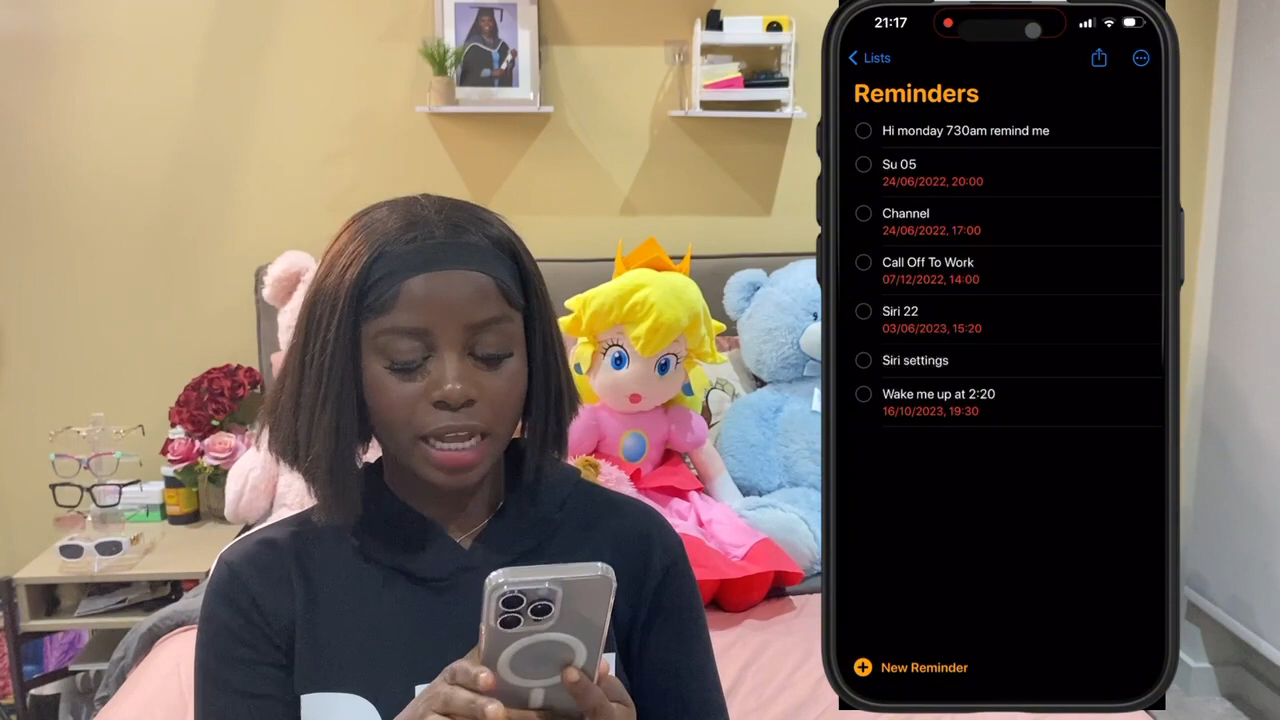 21:17
Lists
Reminders
Hi monday 730am remind me
Su 05
24/06/2022, 20:00
Channel
24/06/2022, 17:00
Call Off To Work
07/12/2022, 14:00
Siri 22
03/06/2023, 15:20
Siri settings
Wake me up at 2:20
16/10/2023, 19:30
New Reminder